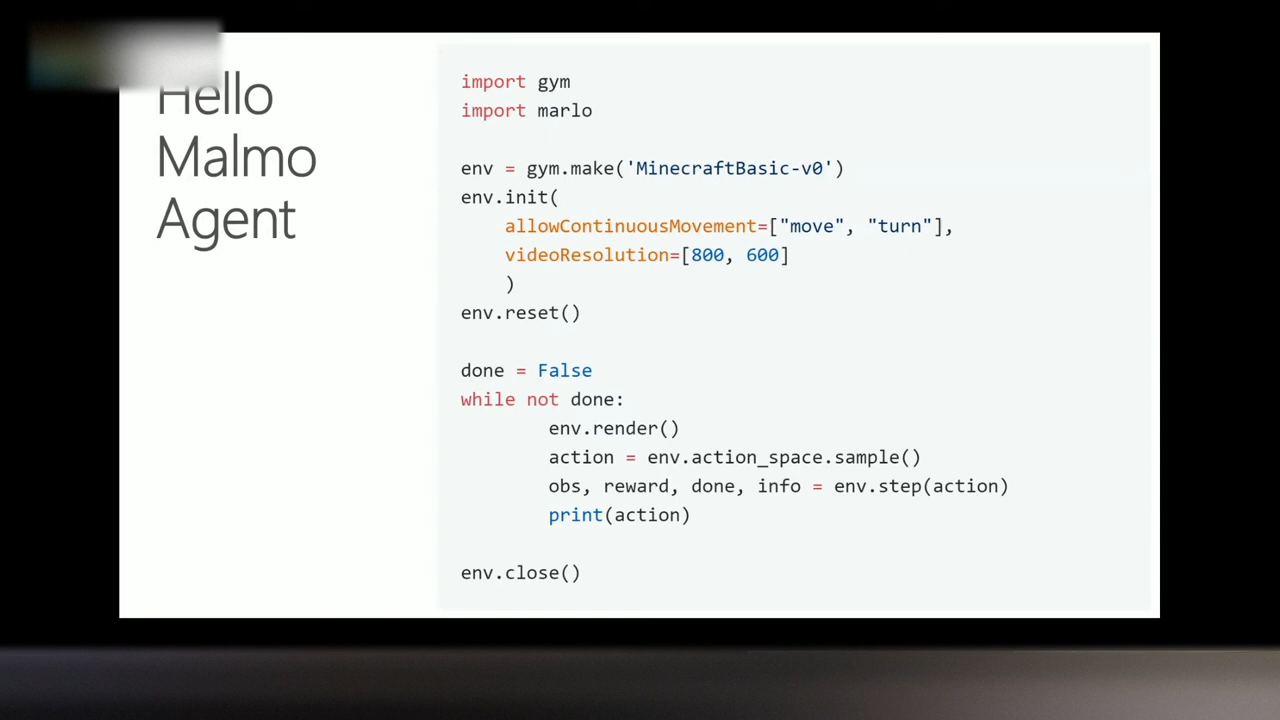 Hello
Malmo
Agent
import gym
import marlo
env = gym.make('MinecraftBasic-v0')
env.init(
    allowContinuousMovement=["move", "turn"],
    videoResolution=[800, 600]
    )
env.reset()
done = False
while not done:
        env.render()
        action = env.action_space.sample()
        obs, reward, done, info = env.step(action)
        print(action)
env.close()